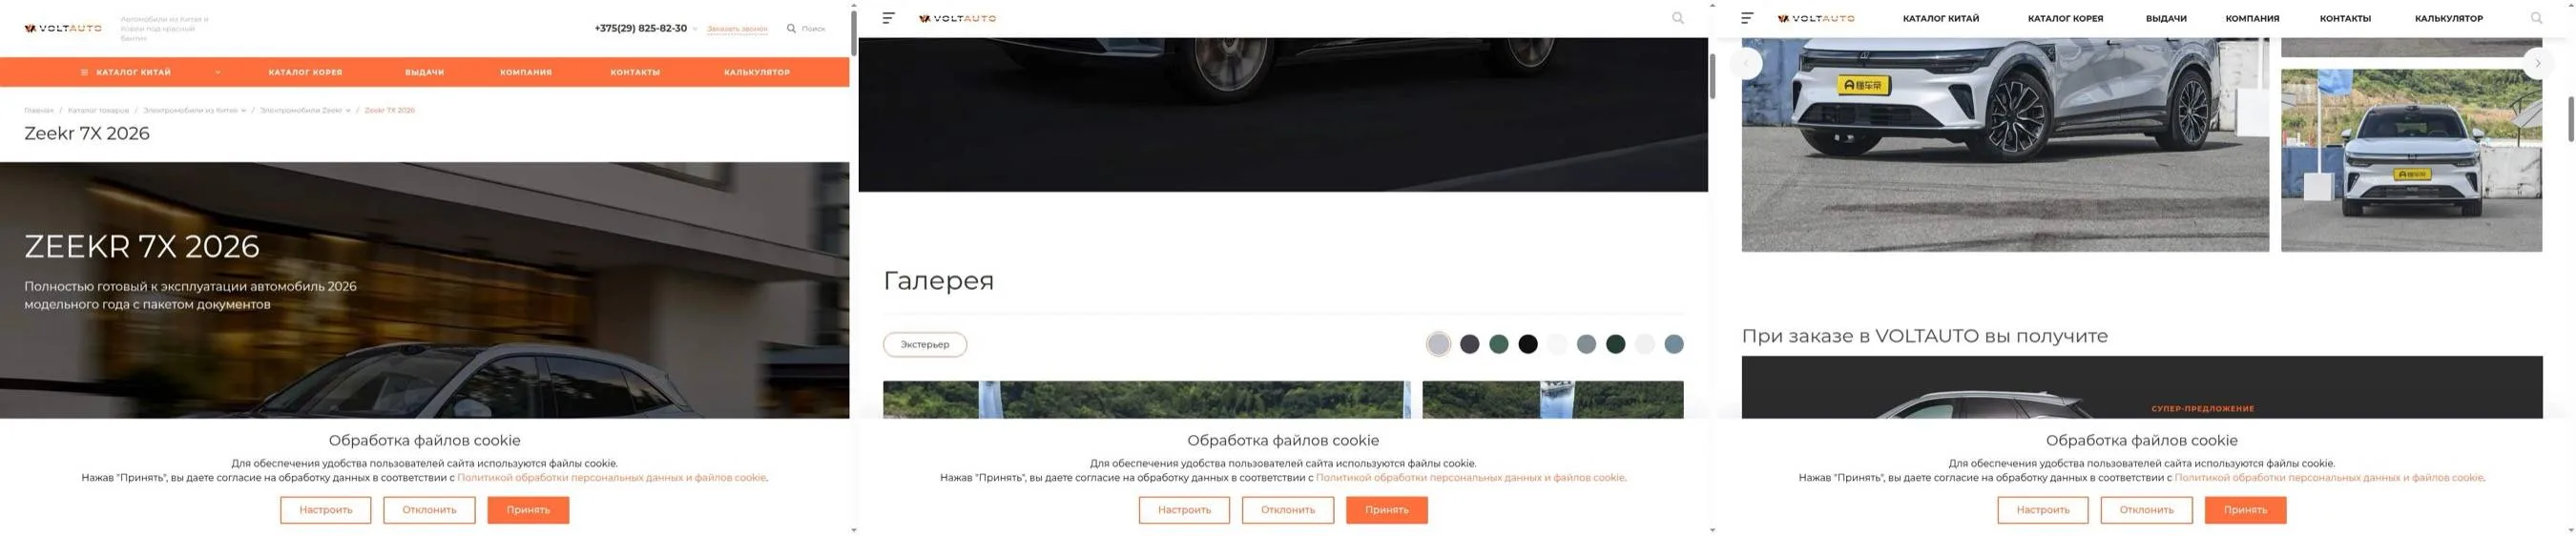 VOLTAUTO
Автомобили из Китая и
Кореи под красный
бантик
+375(29) 825-82-30
Заказать звонок
Поиск
КАТАЛОГ КИТАЙ
КАТАЛОГ КОРЕЯ
ВЫДАЧИ
КОМПАНИЯ
КОНТАКТЫ
КАЛЬКУЛЯТОР
Главная / Каталог товаров / Электромобили из Китая / Электромобили Zeekr / Zeekr 7X 2026
Zeekr 7X 2026
ZEEKR 7X 2026
Полностью готовый к эксплуатации автомобиль 2026
модельного года с пакетом документов
Обработка файлов cookie
Для обеспечения удобства пользователей сайта используются файлы cookie.
Нажав "Принять", вы даете согласие на обработку данных в соответствии с Политикой обработки персональных данных и файлов cookie.
Настроить
Отклонить
Принять
VOLTAUTO
Галерея
Экстерьер
Обработка файлов cookie
Для обеспечения удобства пользователей сайта используются файлы cookie.
Нажав "Принять", вы даете согласие на обработку данных в соответствии с Политикой обработки персональных данных и файлов cookie.
Настроить
Отклонить
Принять
VOLTAUTO
КАТАЛОГ КИТАЙ
КАТАЛОГ КОРЕЯ
ВЫДАЧИ
КОМПАНИЯ
КОНТАКТЫ
КАЛЬКУЛЯТОР
懂车帝
懂车帝
При заказе в VOLTAUTO вы получите
СУПЕР-ПРЕДЛОЖЕНИЕ
Обработка файлов cookie
Для обеспечения удобства пользователей сайта используются файлы cookie.
Нажав "Принять", вы даете согласие на обработку данных в соответствии с Политикой обработки персональных данных и файлов cookie.
Настроить
Отклонить
Принять